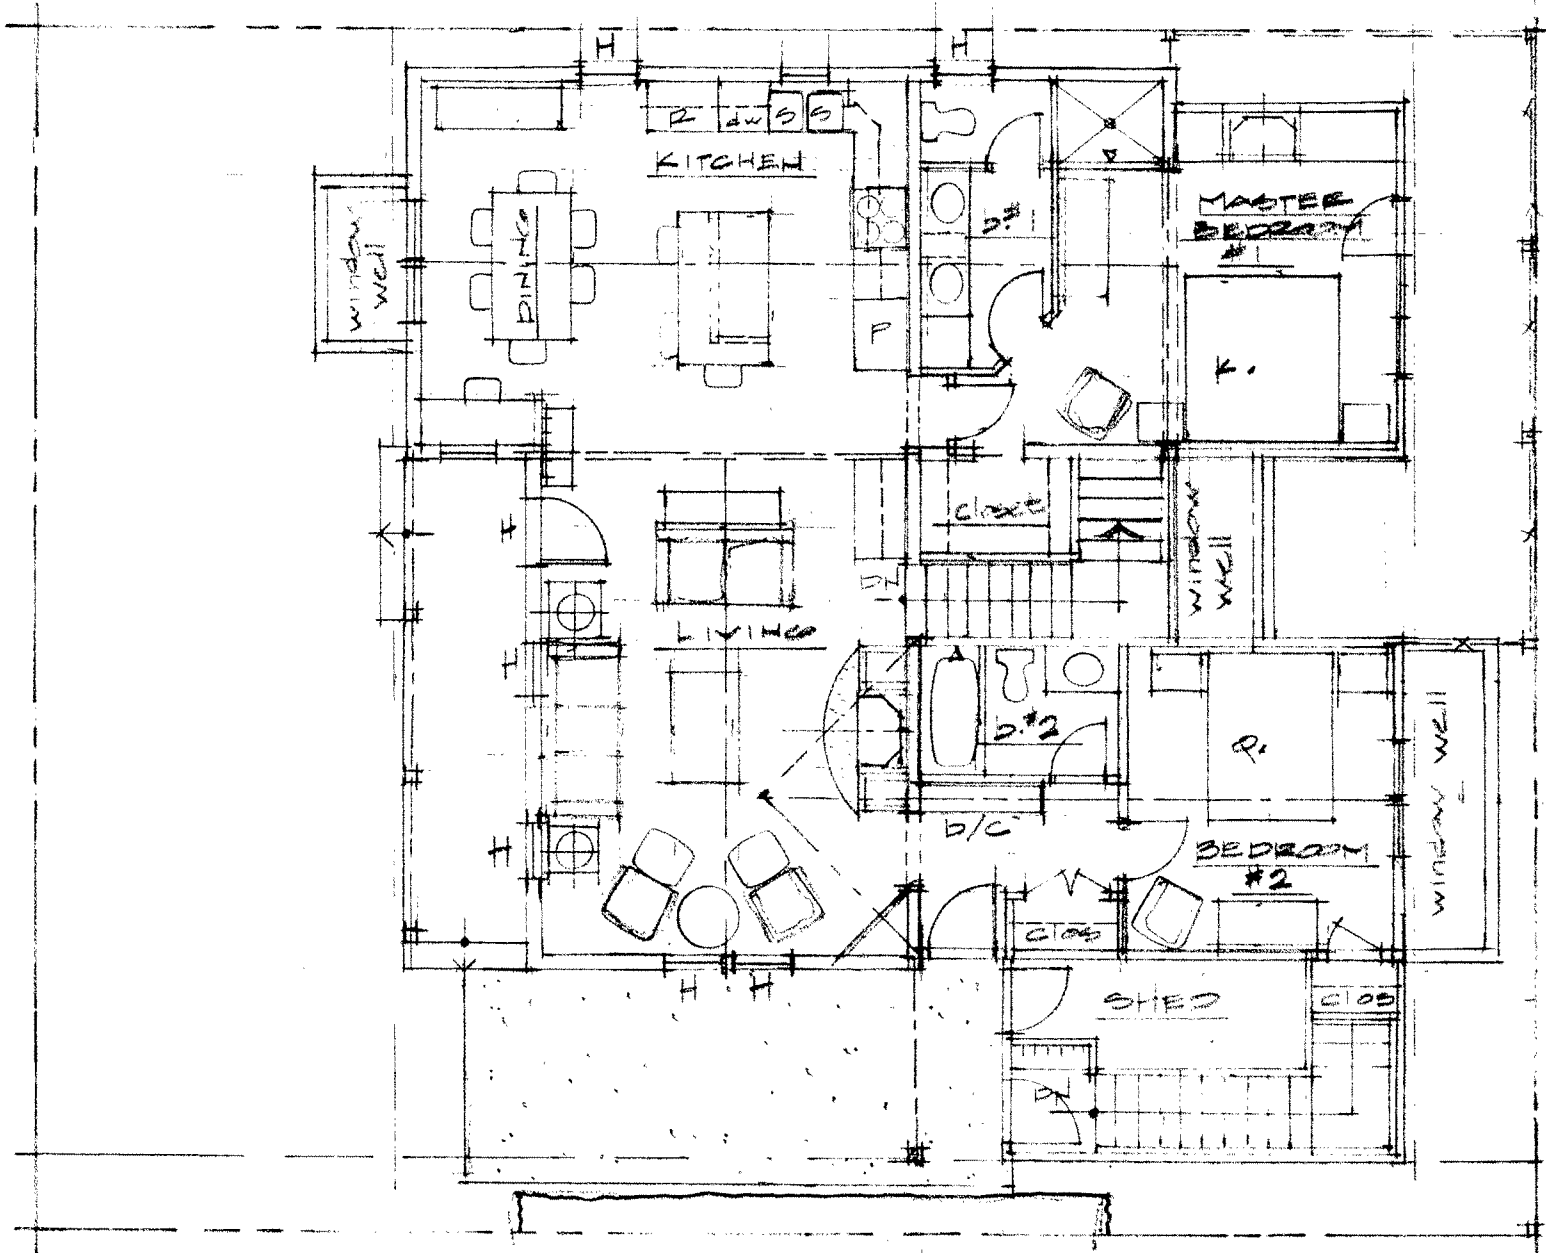 H
H
R
dw
S
S
KITCHEN
MASTER
BEDROOM
#1
b.#1
window
well
DINING
P
K.
closet
window
well
DN
LIVING
b.#2
Q.
window well
H
b/c
BEDROOM
#2
clos
H
H
SHED
clos
DN